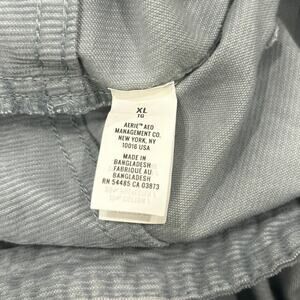 XL
TG
AERIE™ AEO
MANAGEMENT CO.
NEW YORK, NY
10016 USA
MADE IN
BANGLADESH
FABRIQUÉ AU
BANGLADESH
RN 54485 CA 03873